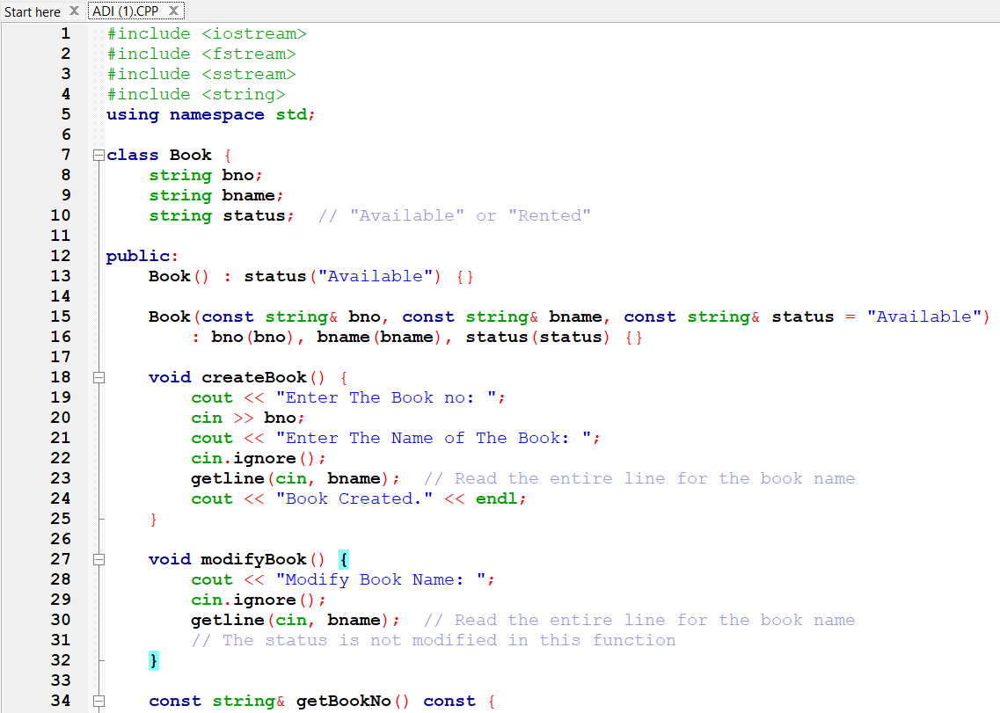 Start here X ADI (1).CPP X
1 #include <iostream>
2 #include <fstream>
3 #include <sstream>
4 #include <string>
5 using namespace std;
6
7 class Book {
8     string bno;
9     string bname;
10     string status;  // "Available" or "Rented"
11
12 public:
13     Book() : status("Available") {}
14
15     Book(const string& bno, const string& bname, const string& status = "Available")
16         : bno(bno), bname(bname), status(status) {}
17
18     void createBook() {
19         cout << "Enter The Book no: ";
20         cin >> bno;
21         cout << "Enter The Name of The Book: ";
22         cin.ignore();
23         getline(cin, bname);  // Read the entire line for the book name
24         cout << "Book Created." << endl;
25     }
26
27     void modifyBook() {
28         cout << "Modify Book Name: ";
29         cin.ignore();
30         getline(cin, bname);  // Read the entire line for the book name
31         // The status is not modified in this function
32     }
33
34     const string& getBookNo() const {